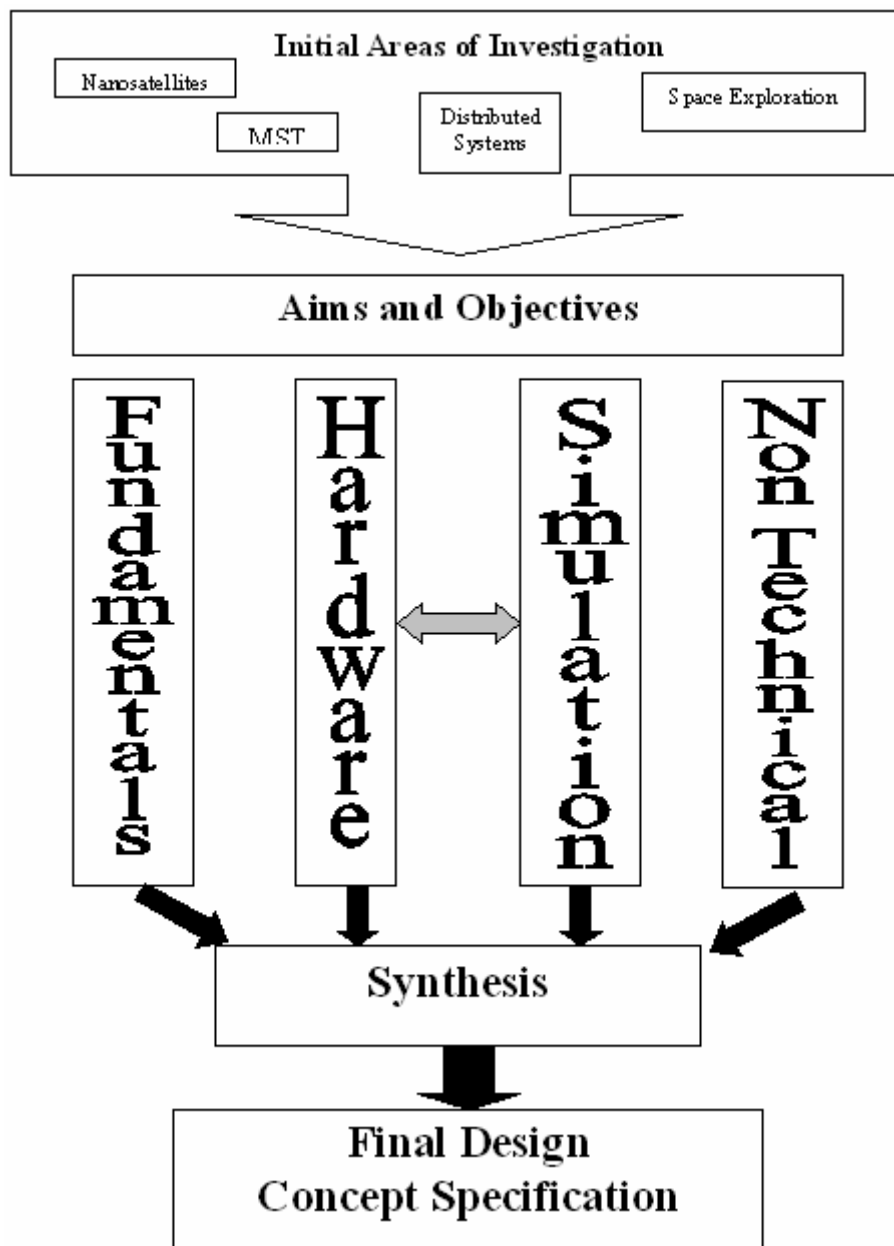 Initial Areas of Investigation
Nanosatellites
MST
Distributed
Systems
Space Exploration
Aims and Objectives
Fundamentals
Hardware
Simulation
Non Technical
Synthesis
Final Design
Concept Specification